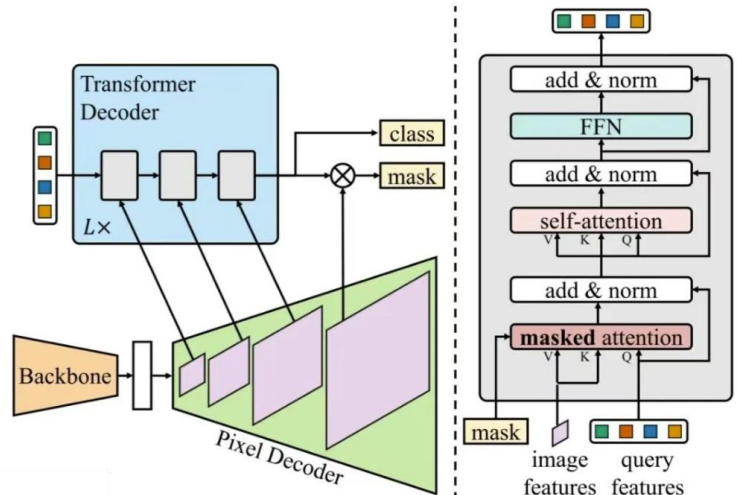 Transformer
Decoder
L×
class
mask
Backbone
Pixel Decoder
add & norm
FFN
add & norm
self-attention
V K Q
add & norm
masked attention
V K Q
mask
image
features
query
features